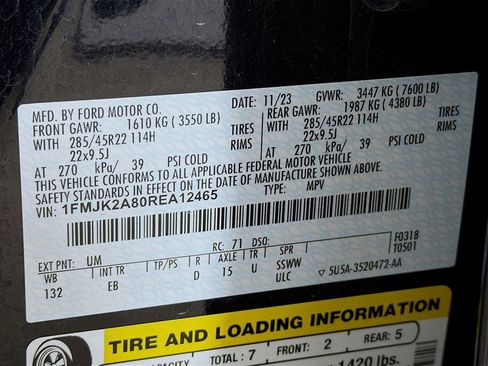 MFD. BY FORD MOTOR CO.
DATE: 11/23 GVWR: 3447 KG ( 7600 LB)
FRONT GAWR: 1610 KG ( 3550 LB)
REAR GAWR: 1987 KG ( 4380 LB)
WITH 285/45R22 114H TIRES
WITH 285/45R22 114H TIRES
22x9.5J RIMS
22x9.5J RIMS
AT 270 kPa/ 39 PSI COLD
AT 270 kPa/ 39 PSI COLD
THIS VEHICLE CONFORMS TO ALL APPLICABLE FEDERAL MOTOR VEHICLE
SAFETY STANDARDS IN EFFECT ON THE DATE OF MANUFACTURE SHOWN ABOVE.
VIN: 1FMJK2A80REA12465
TYPE: MPV
F0318
T0501
EXT PNT: UM RC: 71 DSO:
WB INT TR TP/PS R AXLE TR SPR
132 EB D 15 U SSWW
ULC
5U5A-3520472-AA
TIRE AND LOADING INFORMATION
TOTAL : 7 FRONT: 2 REAR: 5
1420 lbs.